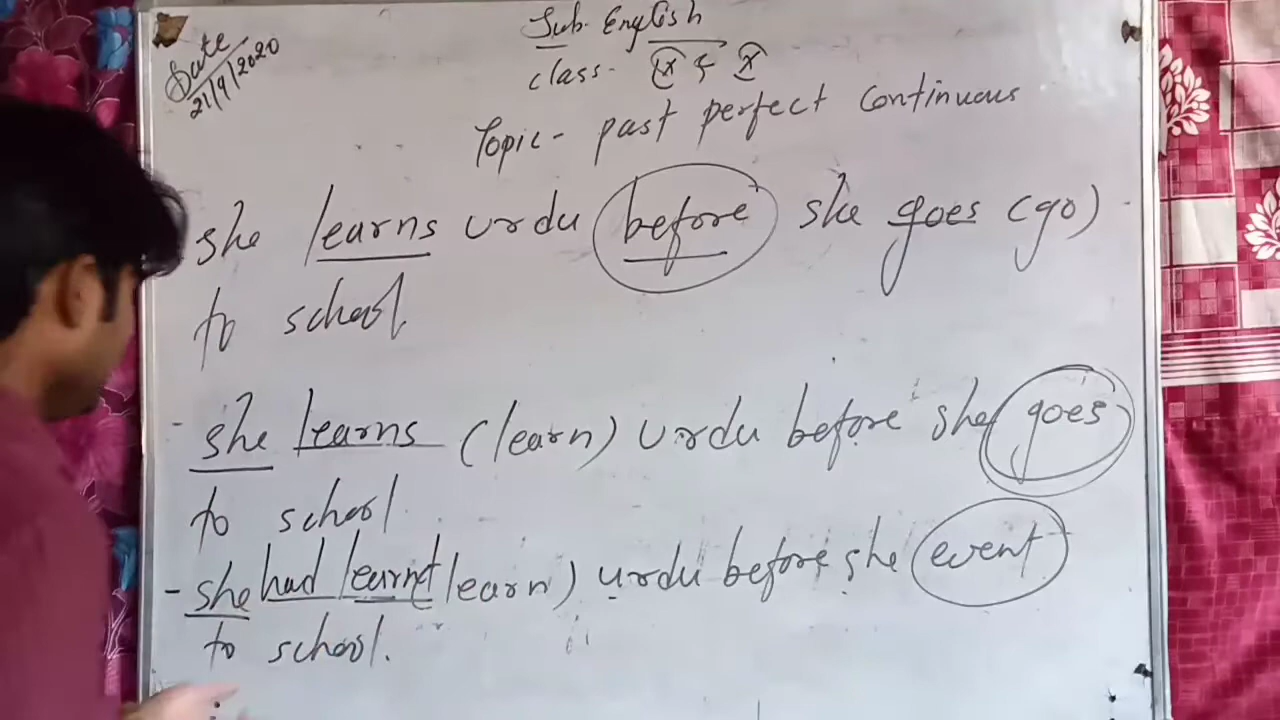 Date
21/9/2020
Sub. English
class- IX & X
Topic- past perfect continuous
she learns urdu before she goes (go)
to school
- she learns (learn) urdu before she goes
to school
- she had learnt (learn) urdu before she went
to school.